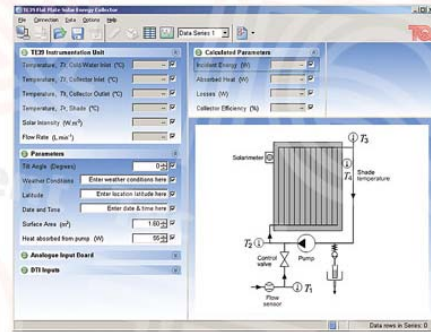 TE39 Flat Plate Solar Energy Collector
File Connection Data Options Help
Data Series 1
TE39 Instrumentation Unit
Temperature, T1, Cold Water Inlet (°C)
Temperature, T2, Collector Inlet (°C)
Temperature, T3, Collector Outlet (°C)
Temperature, T4, Shade (°C)
Solar Intensity (W.m²)
Flow Rate (L.min⁻¹)
Parameters
Tilt Angle (Degrees) 0
Weather Conditions Enter weather conditions here
Latitude Enter location latitude here
Date and Time Enter date & time here
Surface Area (m²) 1.60
Heat absorbed from pump (W) 55
Analogue Input Board
DTI Inputs
Calculated Parameters
Incident Energy (W)
Absorbed Heat (W)
Losses (W)
Collector Efficiency (%)
T3
Solarimeter
T4 Shade
temperature
T2
Control
valve
Pump
Flow
sensor
T1
Data rows in Series: 0